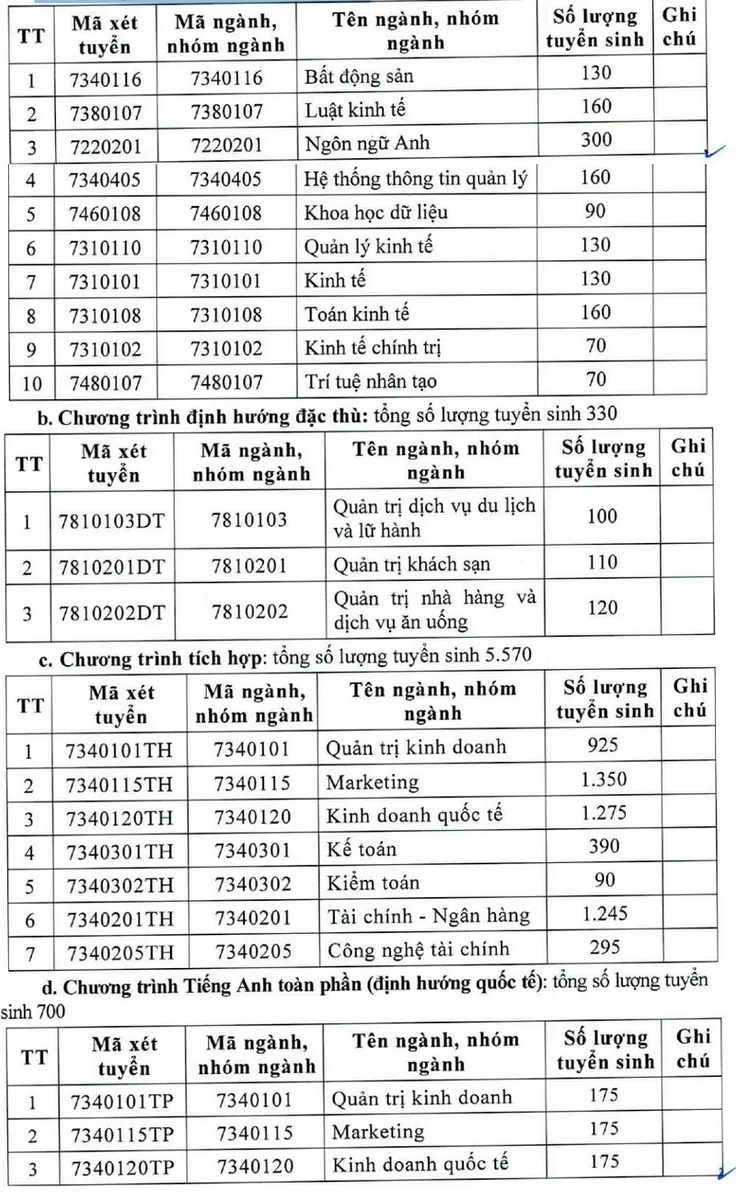 TT Mã xét tuyển Mã ngành, nhóm ngành Tên ngành, nhóm ngành Số lượng tuyển sinh Ghi chú
1 7340116 7340116 Bất động sản 130
2 7380107 7380107 Luật kinh tế 160
3 7220201 7220201 Ngôn ngữ Anh 300
4 7340405 7340405 Hệ thống thông tin quản lý 160
5 7460108 7460108 Khoa học dữ liệu 90
6 7310110 7310110 Quản lý kinh tế 130
7 7310101 7310101 Kinh tế 130
8 7310108 7310108 Toán kinh tế 160
9 7310102 7310102 Kinh tế chính trị 70
10 7480107 7480107 Trí tuệ nhân tạo 70
b. Chương trình định hướng đặc thù: tổng số lượng tuyển sinh 330
TT Mã xét tuyển Mã ngành, nhóm ngành Tên ngành, nhóm ngành Số lượng tuyển sinh Ghi chú
1 7810103DT 7810103 Quản trị dịch vụ du lịch và lữ hành 100
2 7810201DT 7810201 Quản trị khách sạn 110
3 7810202DT 7810202 Quản trị nhà hàng và dịch vụ ăn uống 120
c. Chương trình tích hợp: tổng số lượng tuyển sinh 5.570
TT Mã xét tuyển Mã ngành, nhóm ngành Tên ngành, nhóm ngành Số lượng tuyển sinh Ghi chú
1 7340101TH 7340101 Quản trị kinh doanh 925
2 7340115TH 7340115 Marketing 1.350
3 7340120TH 7340120 Kinh doanh quốc tế 1.275
4 7340301TH 7340301 Kế toán 390
5 7340302TH 7340302 Kiểm toán 90
6 7340201TH 7340201 Tài chính - Ngân hàng 1.245
7 7340205TH 7340205 Công nghệ tài chính 295
d. Chương trình Tiếng Anh toàn phần (định hướng quốc tế): tổng số lượng tuyển
sinh 700
TT Mã xét tuyển Mã ngành, nhóm ngành Tên ngành, nhóm ngành Số lượng tuyển sinh Ghi chú
1 7340101TP 7340101 Quản trị kinh doanh 175
2 7340115TP 7340115 Marketing 175
3 7340120TP 7340120 Kinh doanh quốc tế 175